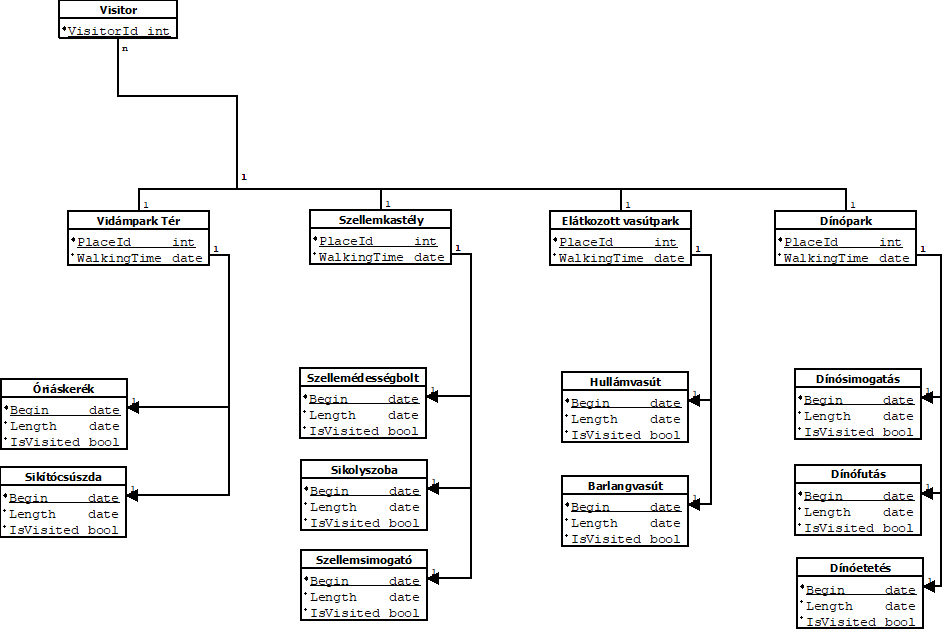 Visitor
VisitorId int
n
1
1
1
1
1
Vidámpark Tér
PlaceId int
WalkingTime date
1
Szellemkastély
PlaceId int
WalkingTime date
1
Elátkozott vasútpark
PlaceId int
WalkingTime date
1
Dínópark
PlaceId int
WalkingTime date
1
Óriáskerék
Begin date
Length date
IsVisited bool
1
Sikítócsúszda
Begin date
Length date
IsVisited bool
1
Szellemédességbolt
Begin date
Length date
IsVisited bool
1
Sikolyszoba
Begin date
Length date
IsVisited bool
1
Szellemsimogató
Begin date
Length date
IsVisited bool
1
Hullámvasút
Begin date
Length date
IsVisited bool
1
Barlangvasút
Begin date
Length date
IsVisited bool
1
Dínósimogatás
Begin date
Length date
IsVisited bool
1
Dínófutás
Begin date
Length date
IsVisited bool
1
Dínóetetés
Begin date
Length date
IsVisited bool
1